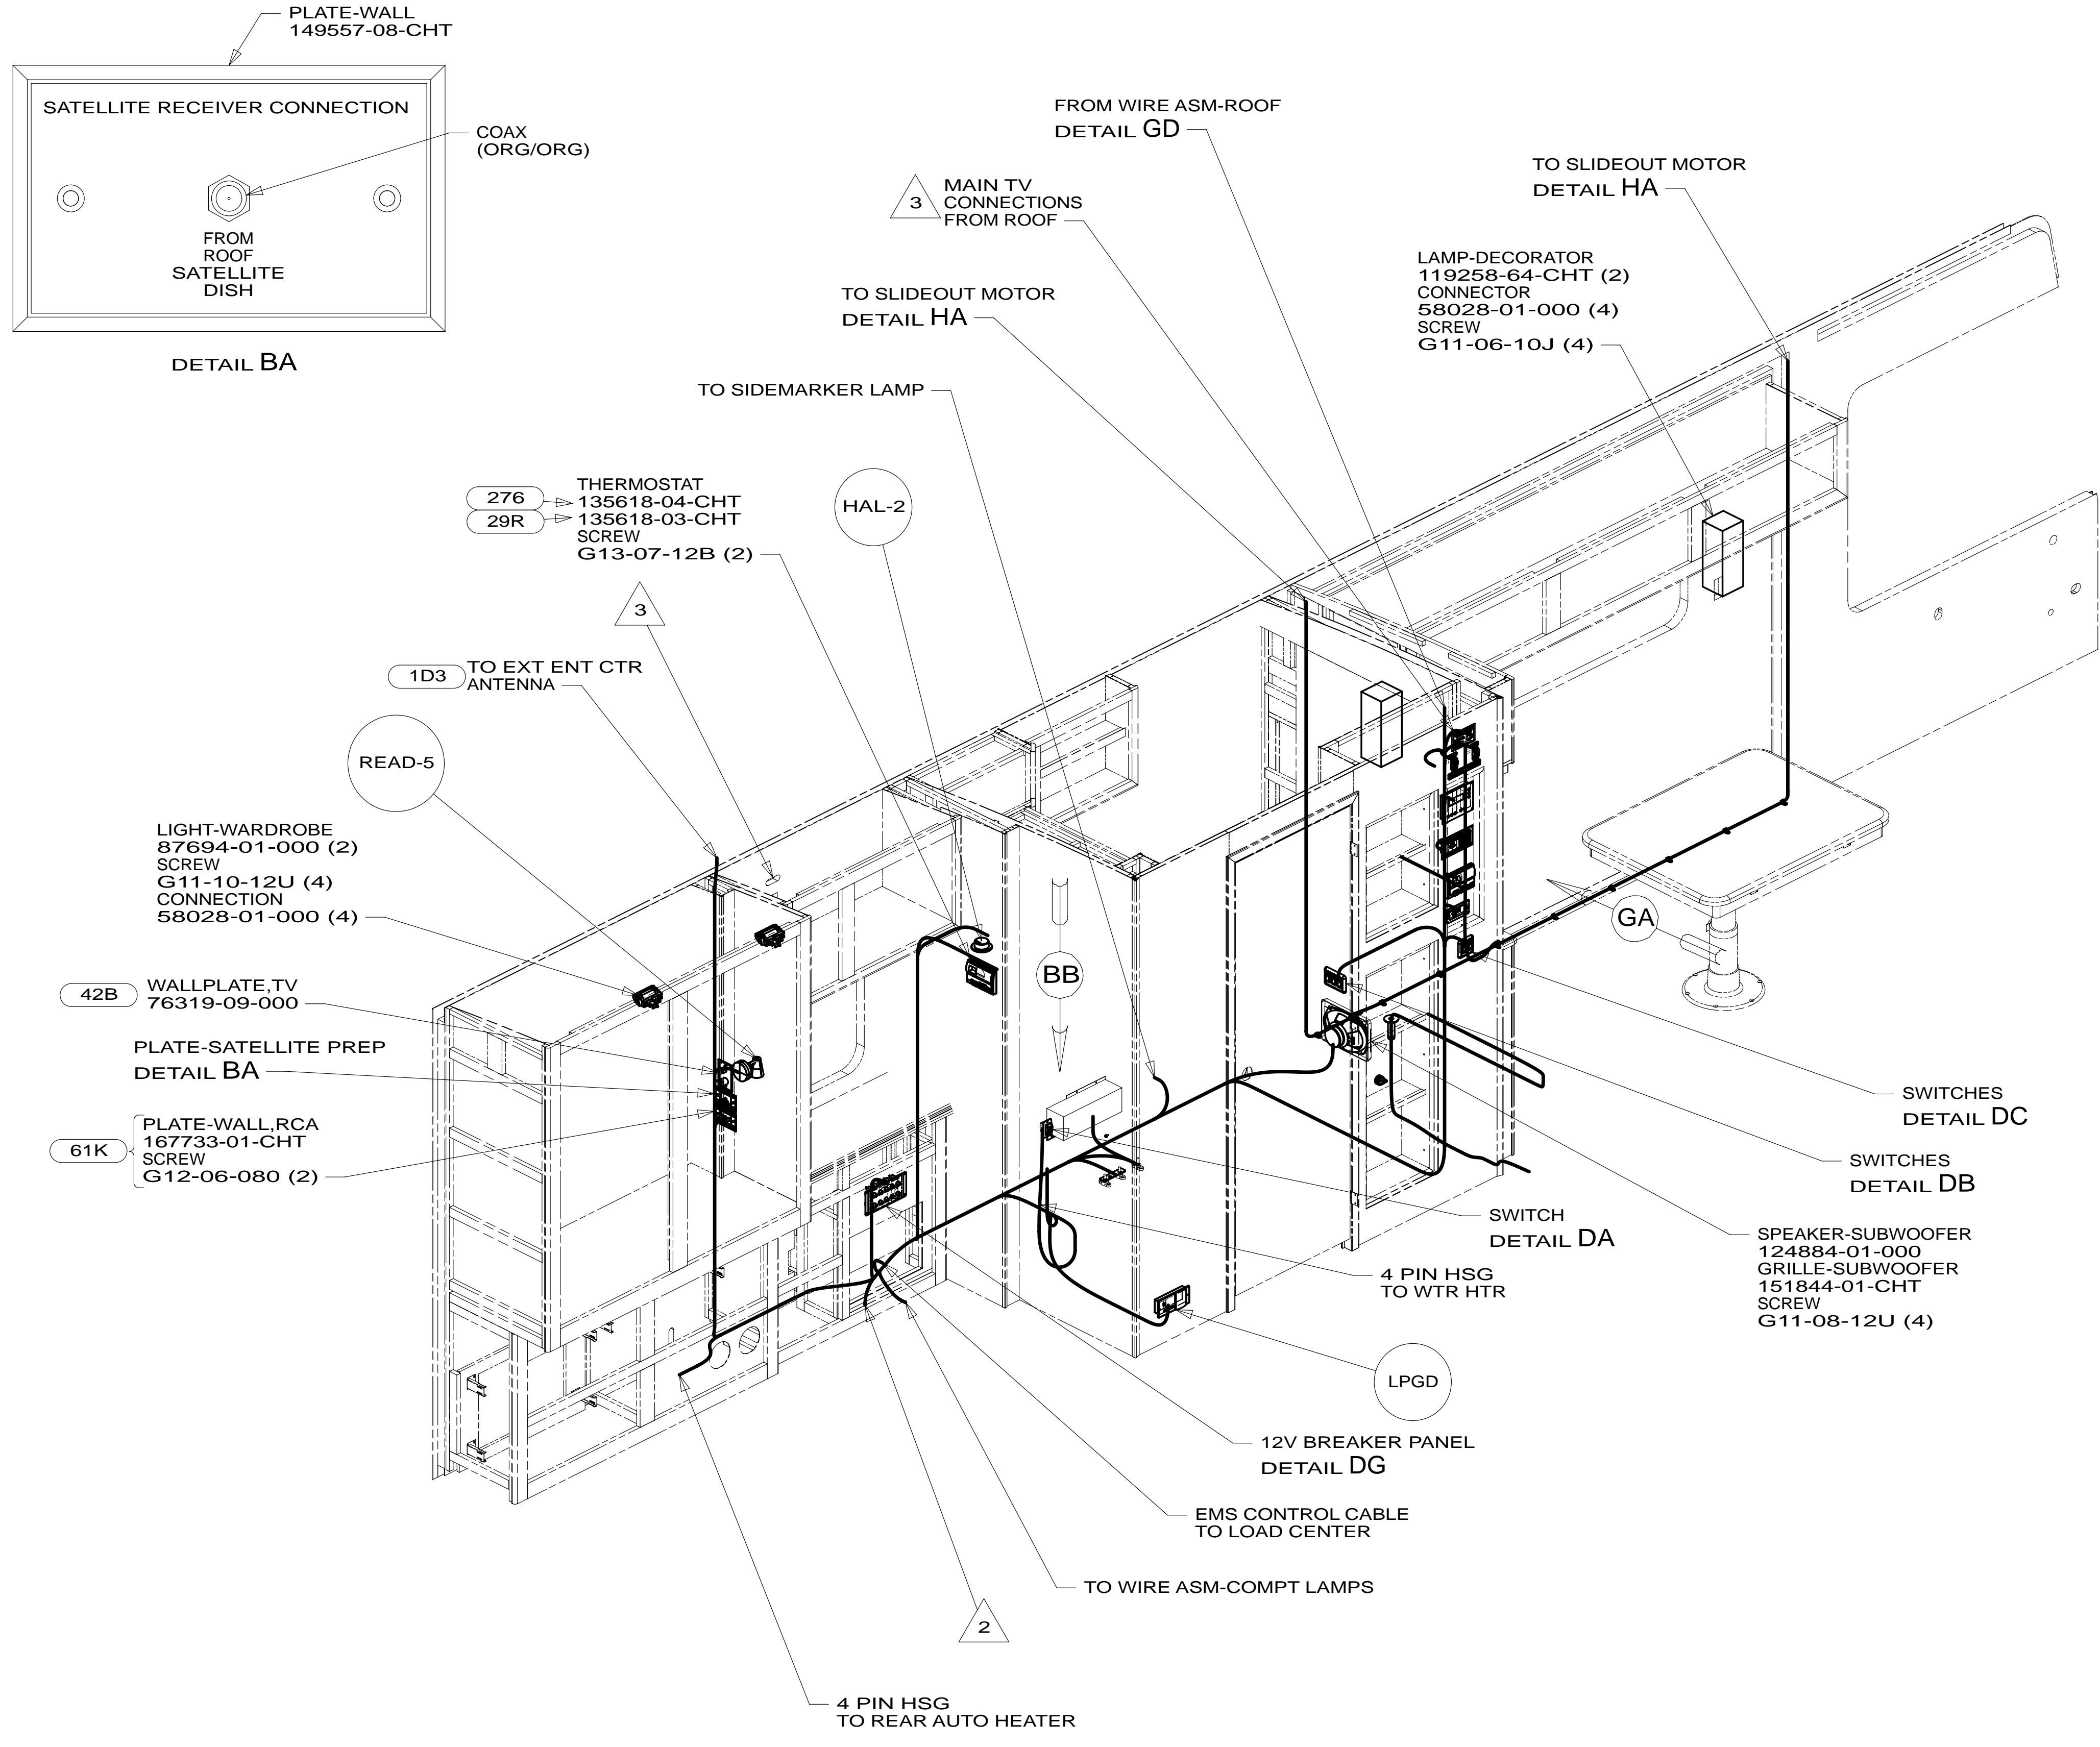 PLATE-WALL
149557-08-CHT
SATELLITE RECEIVER CONNECTION
COAX
(ORG/ORG)
FROM
ROOF
SATELLITE
DISH
DETAIL BA
FROM WIRE ASM-ROOF
DETAIL GD
TO SLIDEOUT MOTOR
DETAIL HA
3
MAIN TV
CONNECTIONS
FROM ROOF
LAMP-DECORATOR
119258-64-CHT (2)
CONNECTOR
58028-01-000 (4)
SCREW
G11-06-10J (4)
TO SLIDEOUT MOTOR
DETAIL HA
TO SIDEMARKER LAMP
276
29R
THERMOSTAT
135618-04-CHT
135618-03-CHT
SCREW
G13-07-12B (2)
HAL-2
3
1D3
TO EXT ENT CTR
ANTENNA
READ-5
LIGHT-WARDROBE
87694-01-000 (2)
SCREW
G11-10-12U (4)
CONNECTION
58028-01-000 (4)
GA
BB
42B
WALLPLATE,TV
76319-09-000
PLATE-SATELLITE PREP
DETAIL BA
61K
PLATE-WALL,RCA
167733-01-CHT
SCREW
G12-06-080 (2)
SWITCHES
DETAIL DC
SWITCHES
DETAIL DB
SWITCH
DETAIL DA
SPEAKER-SUBWOOFER
124884-01-000
GRILLE-SUBWOOFER
151844-01-CHT
SCREW
G11-08-12U (4)
4 PIN HSG
TO WTR HTR
LPGD
12V BREAKER PANEL
DETAIL DG
EMS CONTROL CABLE
TO LOAD CENTER
TO WIRE ASM-COMPT LAMPS
2
4 PIN HSG
TO REAR AUTO HEATER